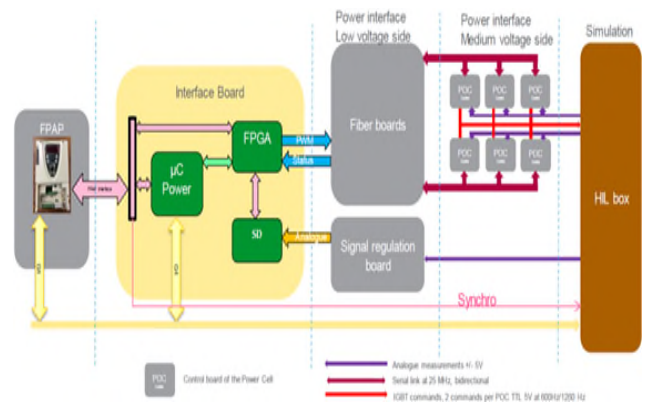 Power interface
Low voltage side
Power interface
Medium voltage side
Simulation
Interface Board
FPAP
FPGA
PWM
Status
Fiber boards
µC
Power
SD
Analogue
Signal regulation
board
POC
POC
POC
POC
POC
POC
HIL box
Synchro
POC
Control board of the Power Cell
Analogue measurements +/- 5V
Serial link at 25 MHz, bidirectional
IGBT commands, 2 commands per POC TTL 5V at 600Hz/1200 Hz